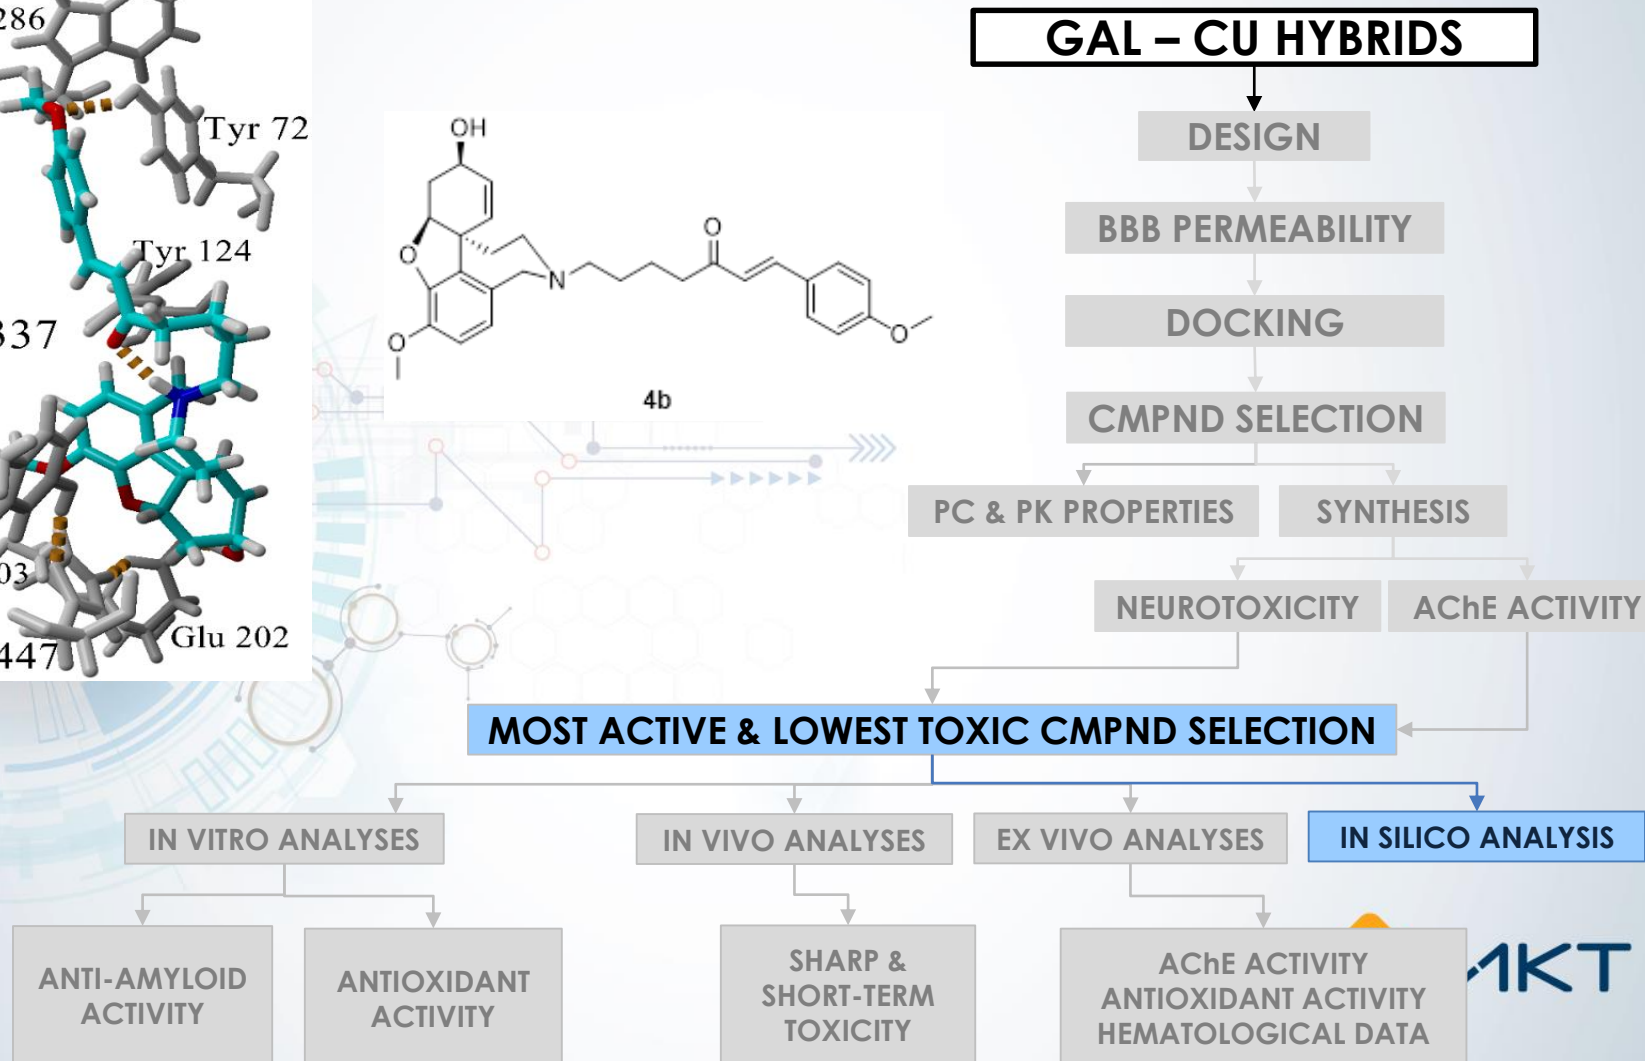 286
Tyr 72
Tyr 124
337
03
447
Glu 202
OH
O
O
N
O
O
4b
GAL – CU HYBRIDS
DESIGN
BBB PERMEABILITY
DOCKING
CMPND SELECTION
PC & PK PROPERTIES
SYNTHESIS
NEUROTOXICITY
AChE ACTIVITY
MOST ACTIVE & LOWEST TOXIC CMPND SELECTION
IN VITRO ANALYSES
IN VIVO ANALYSES
EX VIVO ANALYSES
IN SILICO ANALYSIS
ANTI-AMYLOID
ACTIVITY
ANTIOXIDANT
ACTIVITY
SHARP &
SHORT-TERM
TOXICITY
AChE ACTIVITY
ANTIOXIDANT ACTIVITY
HEMATOLOGICAL DATA